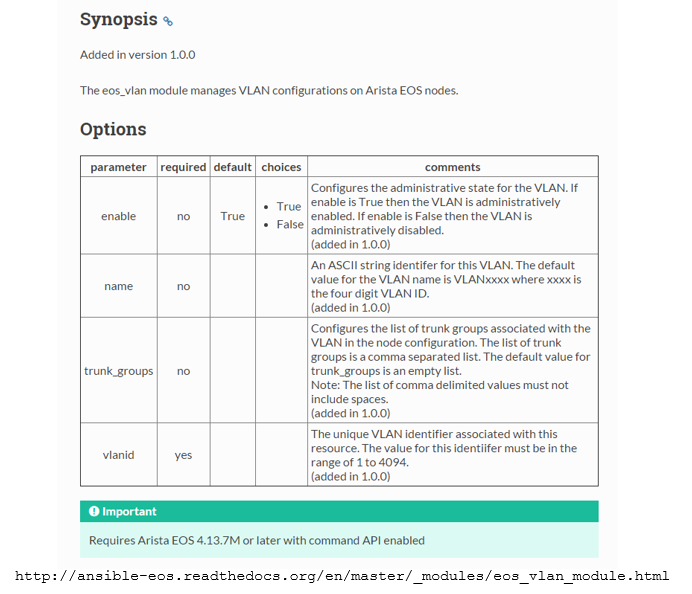 Synopsis
Added in version 1.0.0
The eos_vlan module manages VLAN configurations on Arista EOS nodes.
Options
parameter required default choices comments
enable no True
True
False
Configures the administrative state for the VLAN. If
enable is True then the VLAN is administratively
enabled. If enable is False then the VLAN is
administratively disabled.
(added in 1.0.0)
name no
An ASCII string identifer for this VLAN. The default
value for the VLAN name is VLANxxxx where xxxx is
the four digit VLAN ID.
(added in 1.0.0)
trunk_groups no
Configures the list of trunk groups associated with the
VLAN in the node configuration. The list of trunk
groups is a comma separated list. The default value for
trunk_groups is an empty list.
Note: The list of comma delimited values must not
include spaces.
(added in 1.0.0)
vlanid yes
The unique VLAN identifier associated with this
resource. The value for this identiifer must be in the
range of 1 to 4094.
(added in 1.0.0)
Important
Requires Arista EOS 4.13.7M or later with command API enabled
http://ansible-eos.readthedocs.org/en/master/_modules/eos_vlan_module.html